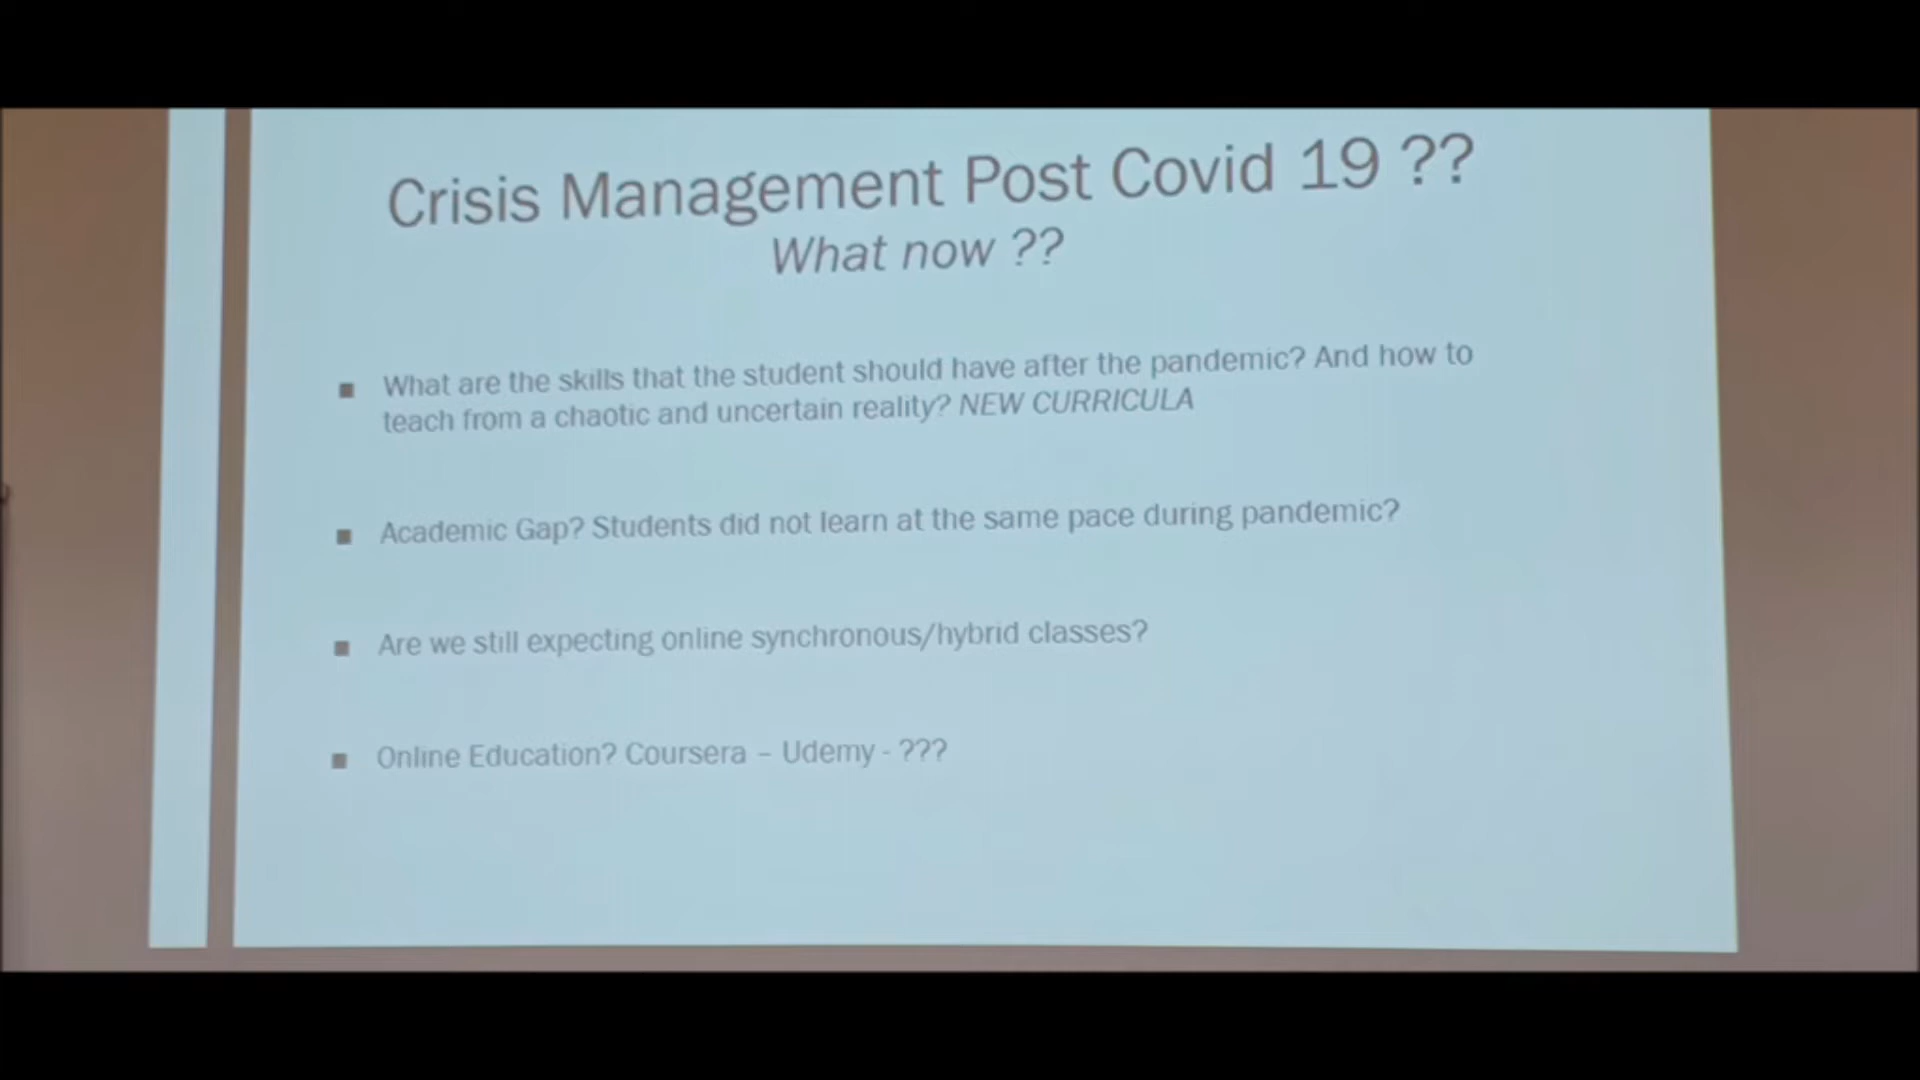 Crisis Management Post Covid 19 ??
What now ??
■ What are the skills that the student should have after the pandemic? And how to
teach from a chaotic and uncertain reality? NEW CURRICULA
■ Academic Gap? Students did not learn at the same pace during pandemic?
■ Are we still expecting online synchronous/hybrid classes?
■ Online Education? Coursera – Udemy - ???